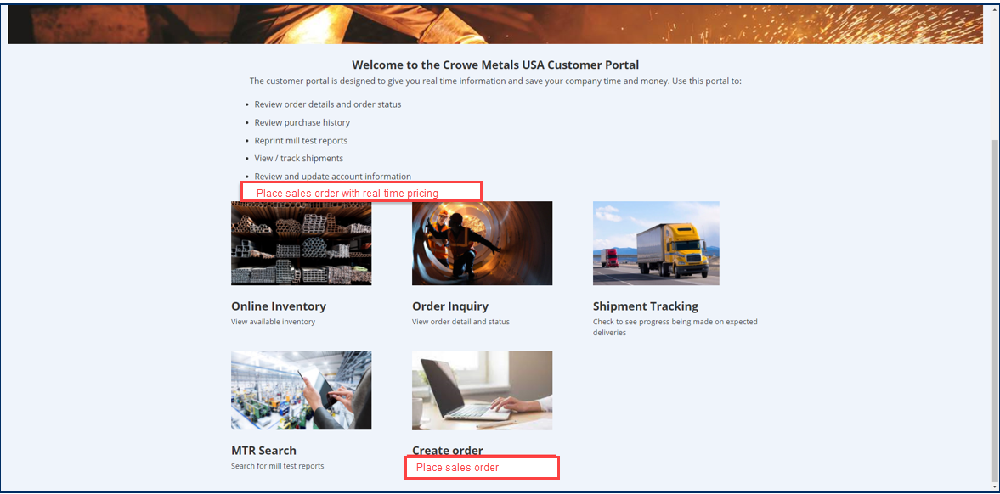 Welcome to the Crowe Metals USA Customer Portal
The customer portal is designed to give you real time information and save your company time and money. Use this portal to:
• Review order details and order status
• Review purchase history
• Reprint mill test reports
• View / track shipments
• Review and update account information
Place sales order with real-time pricing
Online Inventory
View available inventory
Order Inquiry
View order detail and status
Shipment Tracking
Check to see progress being made on expected
deliveries
MTR Search
Search for mill test reports
Create order
Place sales order